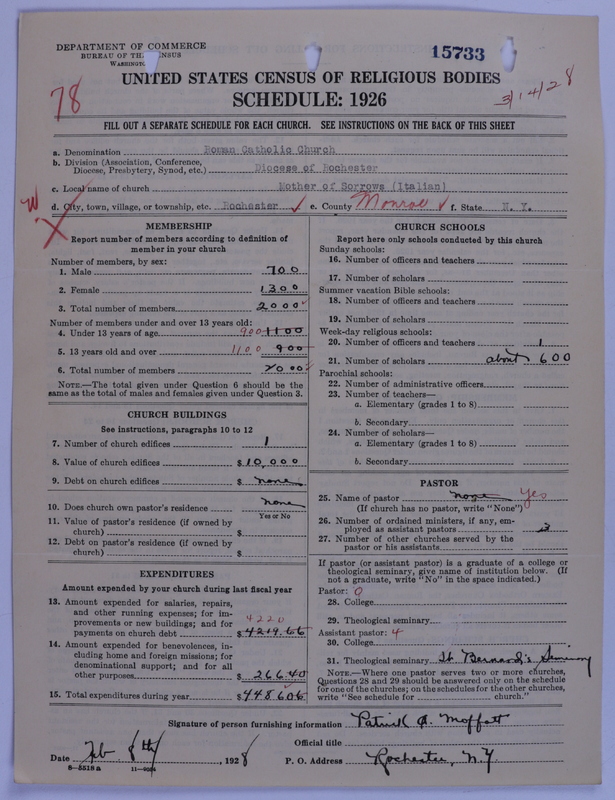 DEPARTMENT OF COMMERCE
BUREAU OF THE CENSUS
WASHINGTON
15733
UNITED STATES CENSUS OF RELIGIOUS BODIES
SCHEDULE: 1926
78
3/14/28
FILL OUT A SEPARATE SCHEDULE FOR EACH CHURCH. SEE INSTRUCTIONS ON THE BACK OF THIS SHEET
a. Denomination Roman Catholic Church
b. Division (Association, Conference, Diocese, Presbytery, Synod, etc.) Diocese of Rochester
c. Local name of church Mother of Sorrows (Italian)
W
d. City, town, village, or township, etc. Rochester ✓ e. County Monroe ✓ f. State N. Y.
X
MEMBERSHIP
Report number of members according to definition of
member in your church
Number of members, by sex:
1. Male 700
2. Female 1300
3. Total number of members 2000 ✓
Number of members under and over 13 years old:
4. Under 13 years of age 900 1100
5. 13 years old and over 1100 900
6. Total number of members 2000 ✓
NOTE.—The total given under Question 6 should be the
same as the total of males and females given under Question 3.
CHURCH BUILDINGS
See instructions, paragraphs 10 to 12
7. Number of church edifices 1
8. Value of church edifices $ 10,000
9. Debt on church edifices $ none
10. Does church own pastor's residence none
Yes or No
11. Value of pastor's residence (if owned by
church) $
12. Debt on pastor's residence (if owned by
church) $
EXPENDITURES
Amount expended by church during last fiscal year
13. Amount expended for salaries, repairs,
and other running expenses; for im-
provements or new buildings; and for 4220
payments on church debt $ 4219.66
14. Amount expended for benevolences, in-
cluding home and foreign missions; for
denominational support; and for all
other purposes $ 266.40
15. Total expenditures during year $ 4486.06
CHURCH SCHOOLS
Report here only schools conducted by this church
Sunday schools:
16. Number of officers and teachers
17. Number of scholars
Summer vacation Bible schools:
18. Number of officers and teachers
19. Number of scholars
Week-day religious schools:
20. Number of officers and teachers 1
21. Number of scholars about 600
Parochial schools:
22. Number of administrative officers
23. Number of teachers—
a. Elementary (grades 1 to 8)
b. Secondary
24. Number of scholars—
a. Elementary (grades 1 to 8)
b. Secondary
PASTOR
25. Name of pastor none Yes
(If church has no pastor, write "None")
26. Number of ordained ministers, if any, em-
ployed as assistant pastors
27. Number of other churches served by the
pastor or his assistants
If pastor (or assistant pastor) is a graduate of a college or
theological seminary, give name of institution below. (If
not a graduate, write "No" in the space indicated.)
Pastor: 0
28. College
29. Theological seminary
Assistant pastor: 4
30. College
31. Theological seminary St Bernard's Seminary
NOTE.—Where one pastor serves two or more churches,
Questions 28 and 29 should be answered only on the schedule
for one of the churches; on the schedules for the other churches,
write "See schedule for church."
Signature of person furnishing information Patrick A. Moffatt
Official title
Date Feb 8th, 1928 P. O. Address Rochester, N.Y.
8—5518a